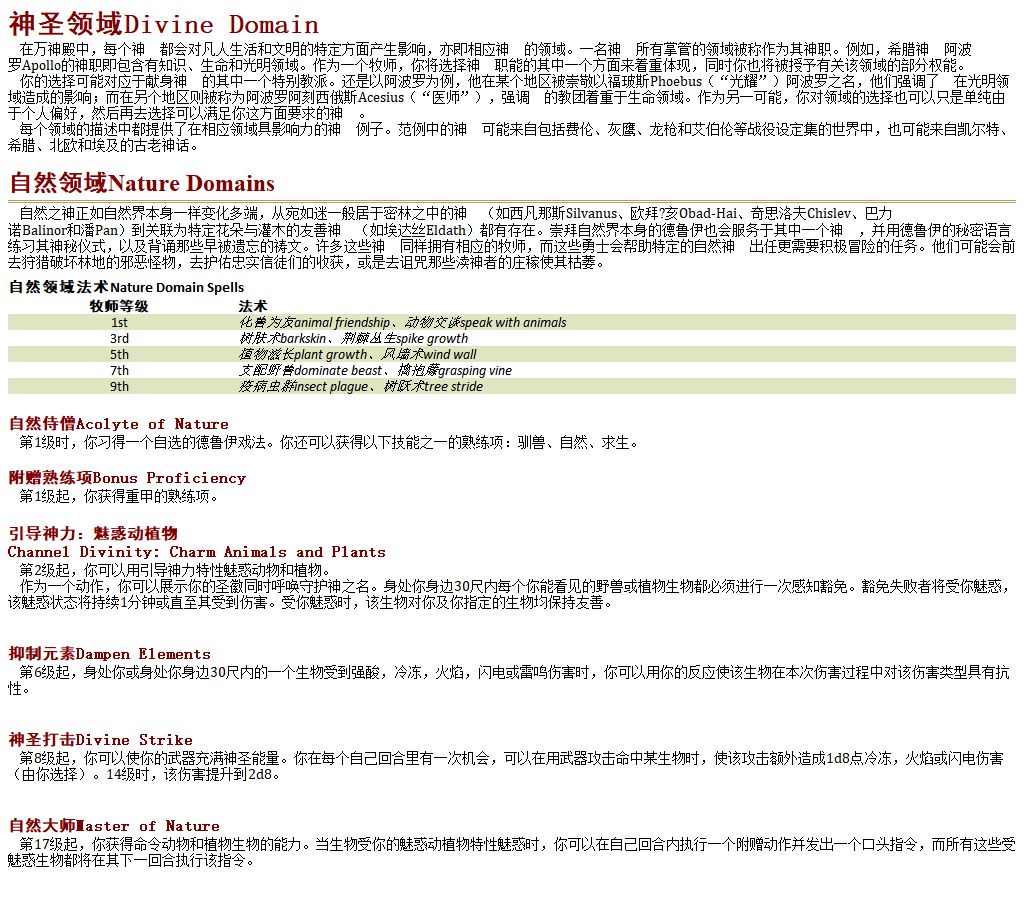 神圣领域Divine Domain
在万神殿中，每个神 都会对凡人生活和文明的特定方面产生影响，亦即相应神 的领域。一名神 所有掌管的领域被称作为其神职。例如，希腊神 阿波
罗Apollo的神职即包含有知识、生命和光明领域。作为一个牧师，你将选择神 职能的其中一个方面来着重体现，同时你也将被授予有关该领域的部分权能。
你的选择可能对应于献身神 的其中一个特别教派。还是以阿波罗为例，他在某个地区被崇敬以福玻斯Phoebus（“光耀”）阿波罗之名，他们强调了 在光明领
域造成的影响；而在另个地区则被称为阿波罗阿刻西俄斯Acesius（“医师”），强调 的教团着重于生命领域。作为另一可能，你对领域的选择也可以只是单纯由
于个人偏好，然后再去选择可以满足你这方面要求的神 。
每个领域的描述中都提供了在相应领域具影响力的神 例子。范例中的神 可能来自包括费伦、灰鹰、龙枪和艾伯伦等战役设定集的世界中，也可能来自凯尔特、
希腊、北欧和埃及的古老神话。
自然领域Nature Domains
自然之神正如自然界本身一样变化多端，从宛如迷一般居于密林之中的神 （如西凡那斯Silvanus、欧拜?亥Obad-Hai、奇思洛夫Chislev、巴力
诺Balinor和潘Pan）到关联为特定花朵与灌木的友善神 （如埃达丝Eldath）都有存在。崇拜自然界本身的德鲁伊也会服务于其中一个神 ，并用德鲁伊的秘密语言
练习其神秘仪式，以及背诵那些早被遗忘的祷文。许多这些神 同样拥有相应的牧师，而这些勇士会帮助特定的自然神 出任更需要积极冒险的任务。他们可能会前
去狩猎破坏林地的邪恶怪物，去护佑忠实信徒们的收获，或是去诅咒那些渎神者的庄稼使其枯萎。
自然领域法术Nature Domain Spells
牧师等级 法术
1st 化兽为友animal friendship、动物交谈speak with animals
3rd 树肤术barkskin、荆棘丛生spike growth
5th 植物滋长plant growth、风墙术wind wall
7th 支配野兽dominate beast、擒抱藤grasping vine
9th 疫病虫群insect plague、树跃术tree stride
自然侍僧Acolyte of Nature
第1级时，你习得一个自选的德鲁伊戏法。你还可以获得以下技能之一的熟练项：驯兽、自然、求生。
附赠熟练项Bonus Proficiency
第1级起，你获得重甲的熟练项。
引导神力：魅惑动植物
Channel Divinity: Charm Animals and Plants
第2级起，你可以用引导神力特性魅惑动物和植物。
作为一个动作，你可以展示你的圣徽同时呼唤守护神之名。身处你身边30尺内每个你能看见的野兽或植物生物都必须进行一次感知豁免。豁免失败者将受你魅惑，
该魅惑状态将持续1分钟或直至其受到伤害。受你魅惑时，该生物对你及你指定的生物均保持友善。
抑制元素Dampen Elements
第6级起，身处你或身处你身边30尺内的一个生物受到强酸，冷冻，火焰，闪电或雷鸣伤害时，你可以用你的反应使该生物在本次伤害过程中对该伤害类型具有抗
性。
神圣打击Divine Strike
第8级起，你可以使你的武器充满神圣能量。你在每个自己回合里有一次机会，可以在用武器攻击命中某生物时，使该攻击额外造成1d8点冷冻，火焰或闪电伤害
（由你选择）。14级时，该伤害提升到2d8。
自然大师Master of Nature
第17级起，你获得命令动物和植物生物的能力。当生物受你的魅惑动植物特性魅惑时，你可以在自己回合内执行一个附赠动作并发出一个口头指令，而所有这些受
魅惑生物都将在其下一回合执行该指令。